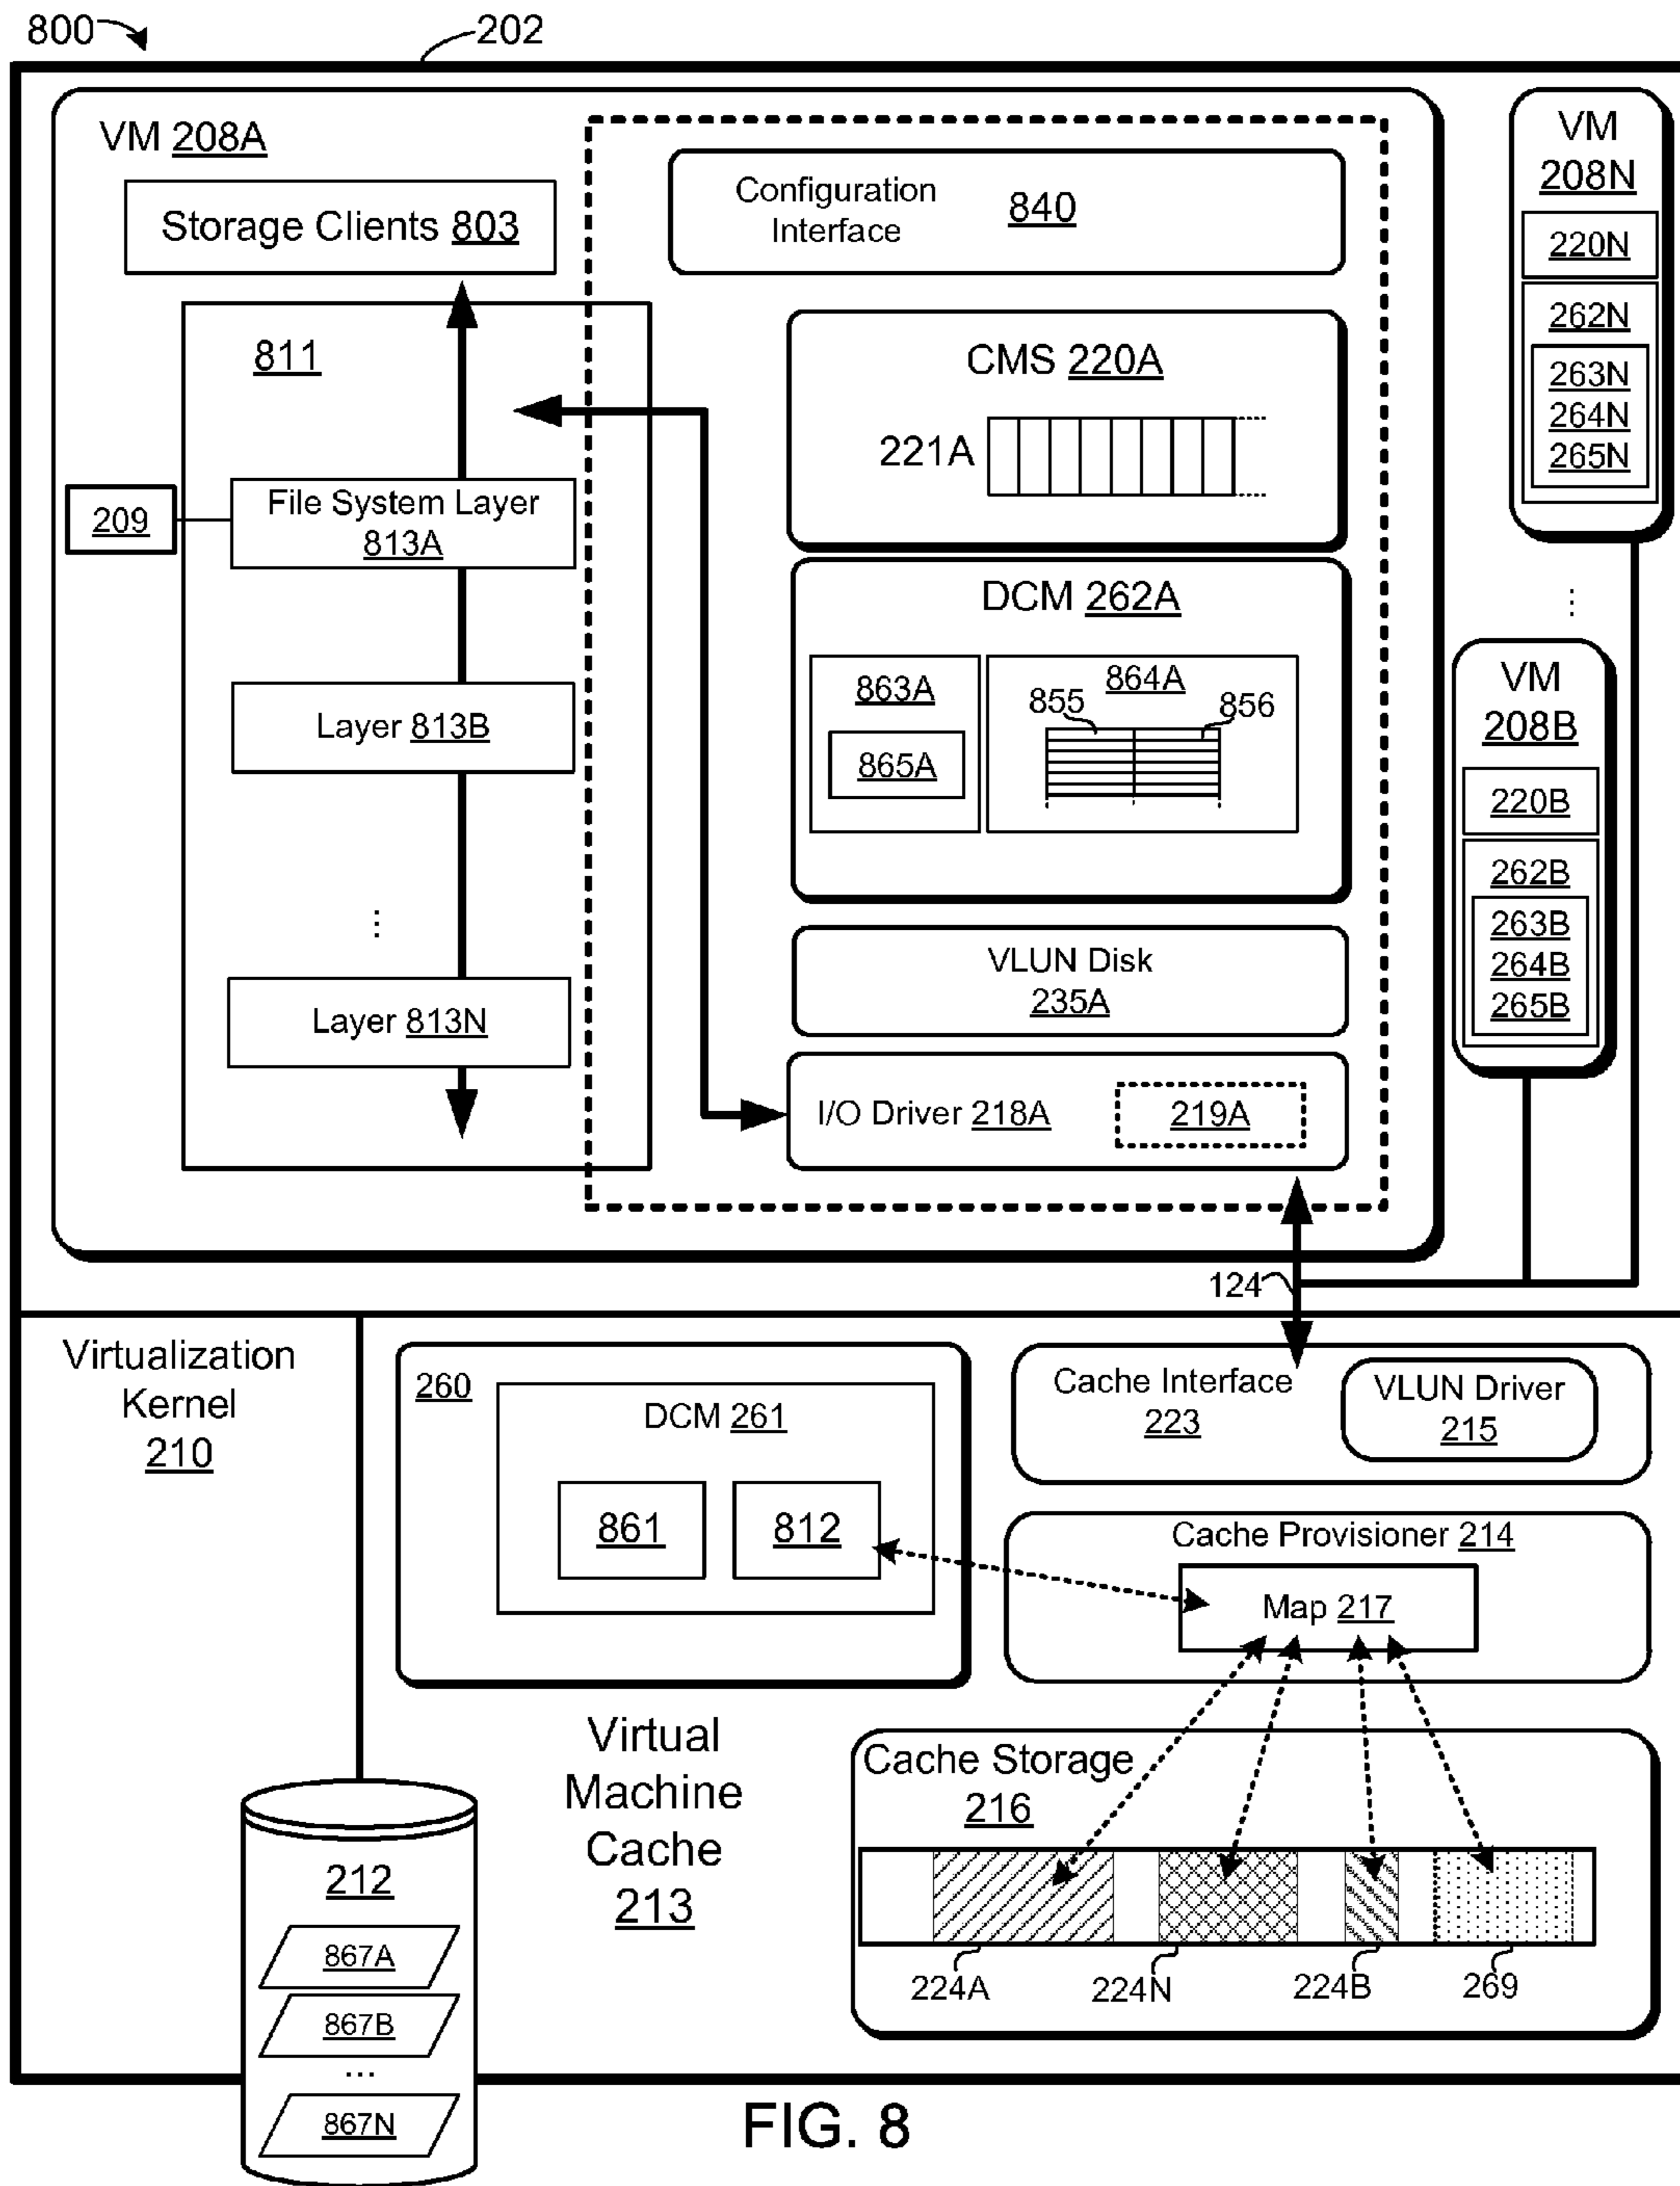 800
202
VM 208A
Storage Clients 803
811
209
File System Layer
813A
Layer 813B
...
Layer 813N
Configuration
Interface
840
CMS 220A
221A
DCM 262A
863A
865A
864A
855
856
VLUN Disk
235A
I/O Driver 218A
219A
VM
208N
220N
262N
263N
264N
265N
...
VM
208B
220B
262B
263B
264B
265B
124
Virtualization
Kernel
210
260
DCM 261
861
812
Cache Interface
223
VLUN Driver
215
Cache Provisioner 214
Map 217
Virtual
Machine
Cache
213
Cache Storage
216
224A
224N
224B
269
212
867A
867B
...
867N
FIG. 8